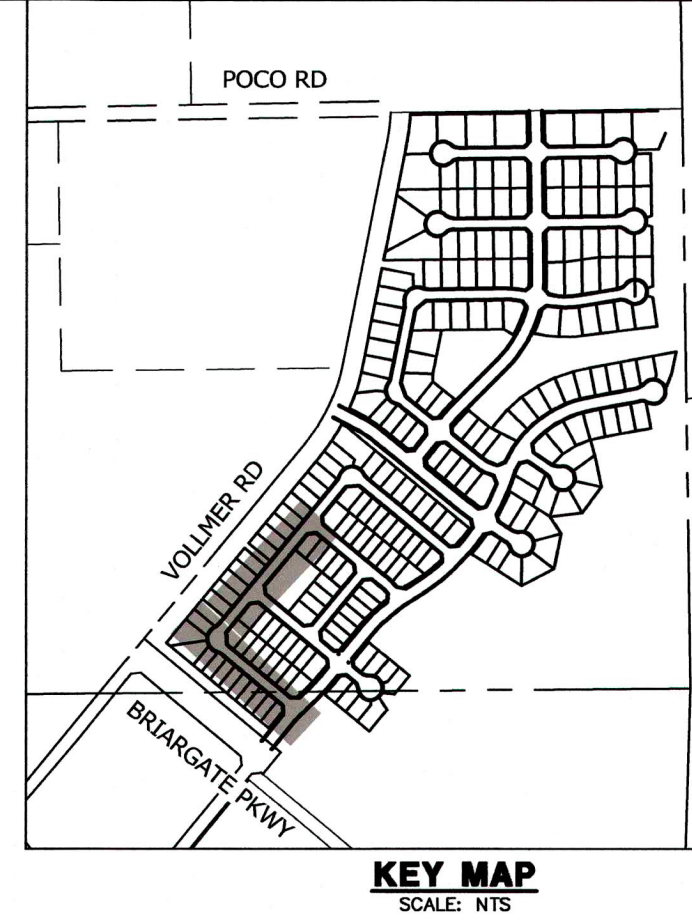 POCO RD
VOLLMER RD
BRIARGATE PKWY
KEY MAP
SCALE: NTS